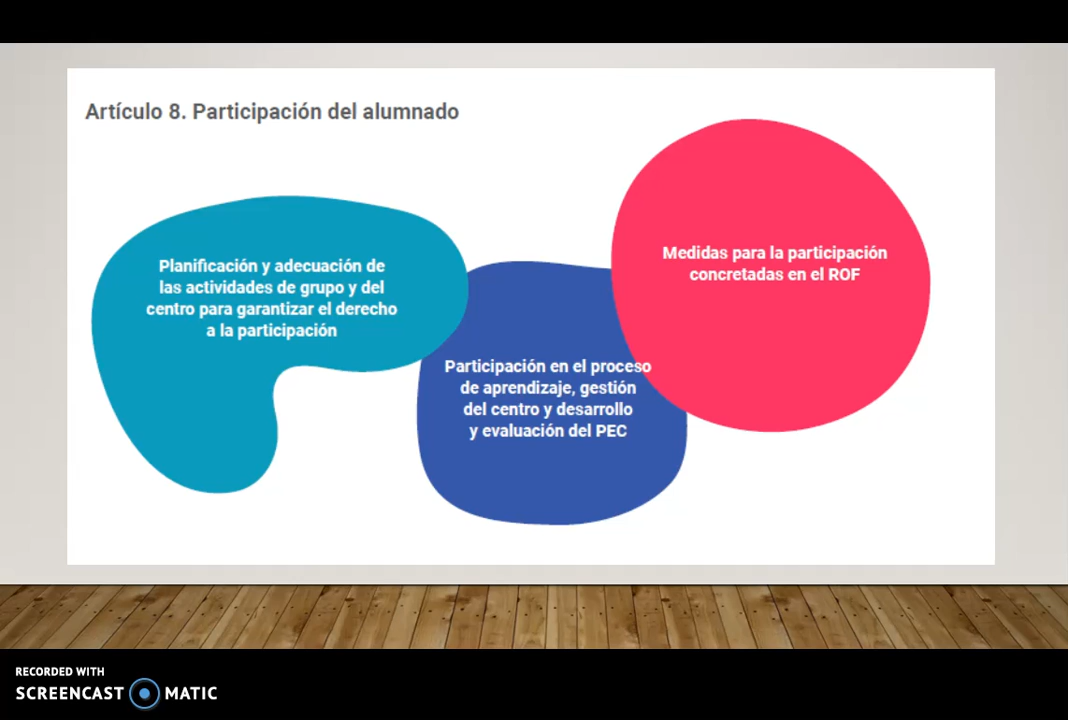 Artículo 8. Participación del alumnado
Planificación y adecuación de
las actividades de grupo y del
centro para garantizar el derecho
a la participación
Participación en el proceso
de aprendizaje, gestión
del centro y desarrollo
y evaluación del PEC
Medidas para la participación
concretadas en el ROF
RECORDED WITH
SCREENCAST MATIC